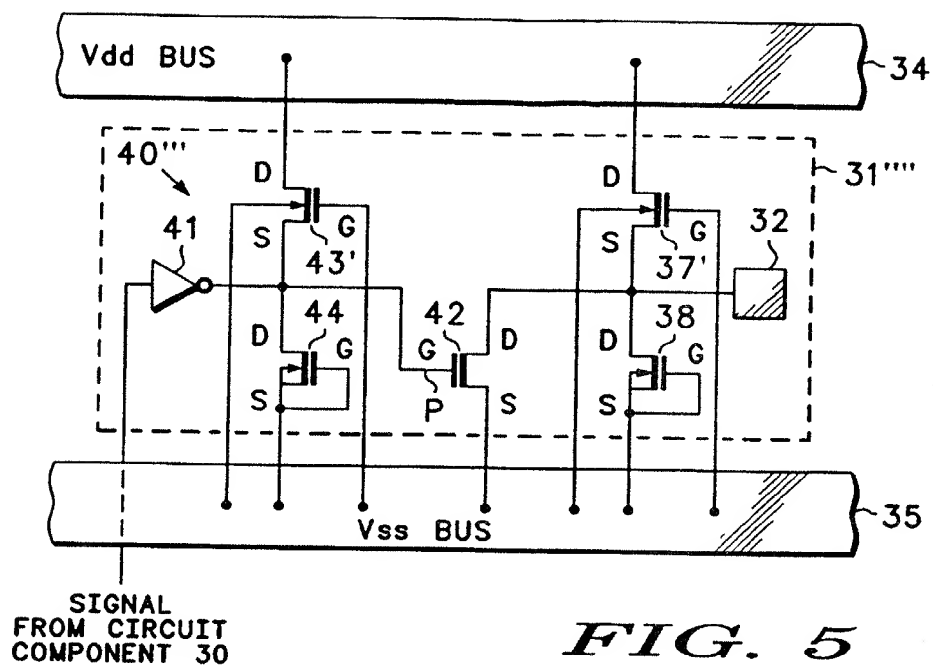 Vdd BUS
34
40'''
31''''
D
D
41
G
G
32
S
S
43'
37'
44
42
38
D
G
G
D
D
G
S
P
S
S
Vss BUS
35
SIGNAL
FROM CIRCUIT
COMPONENT 30
FIG. 5